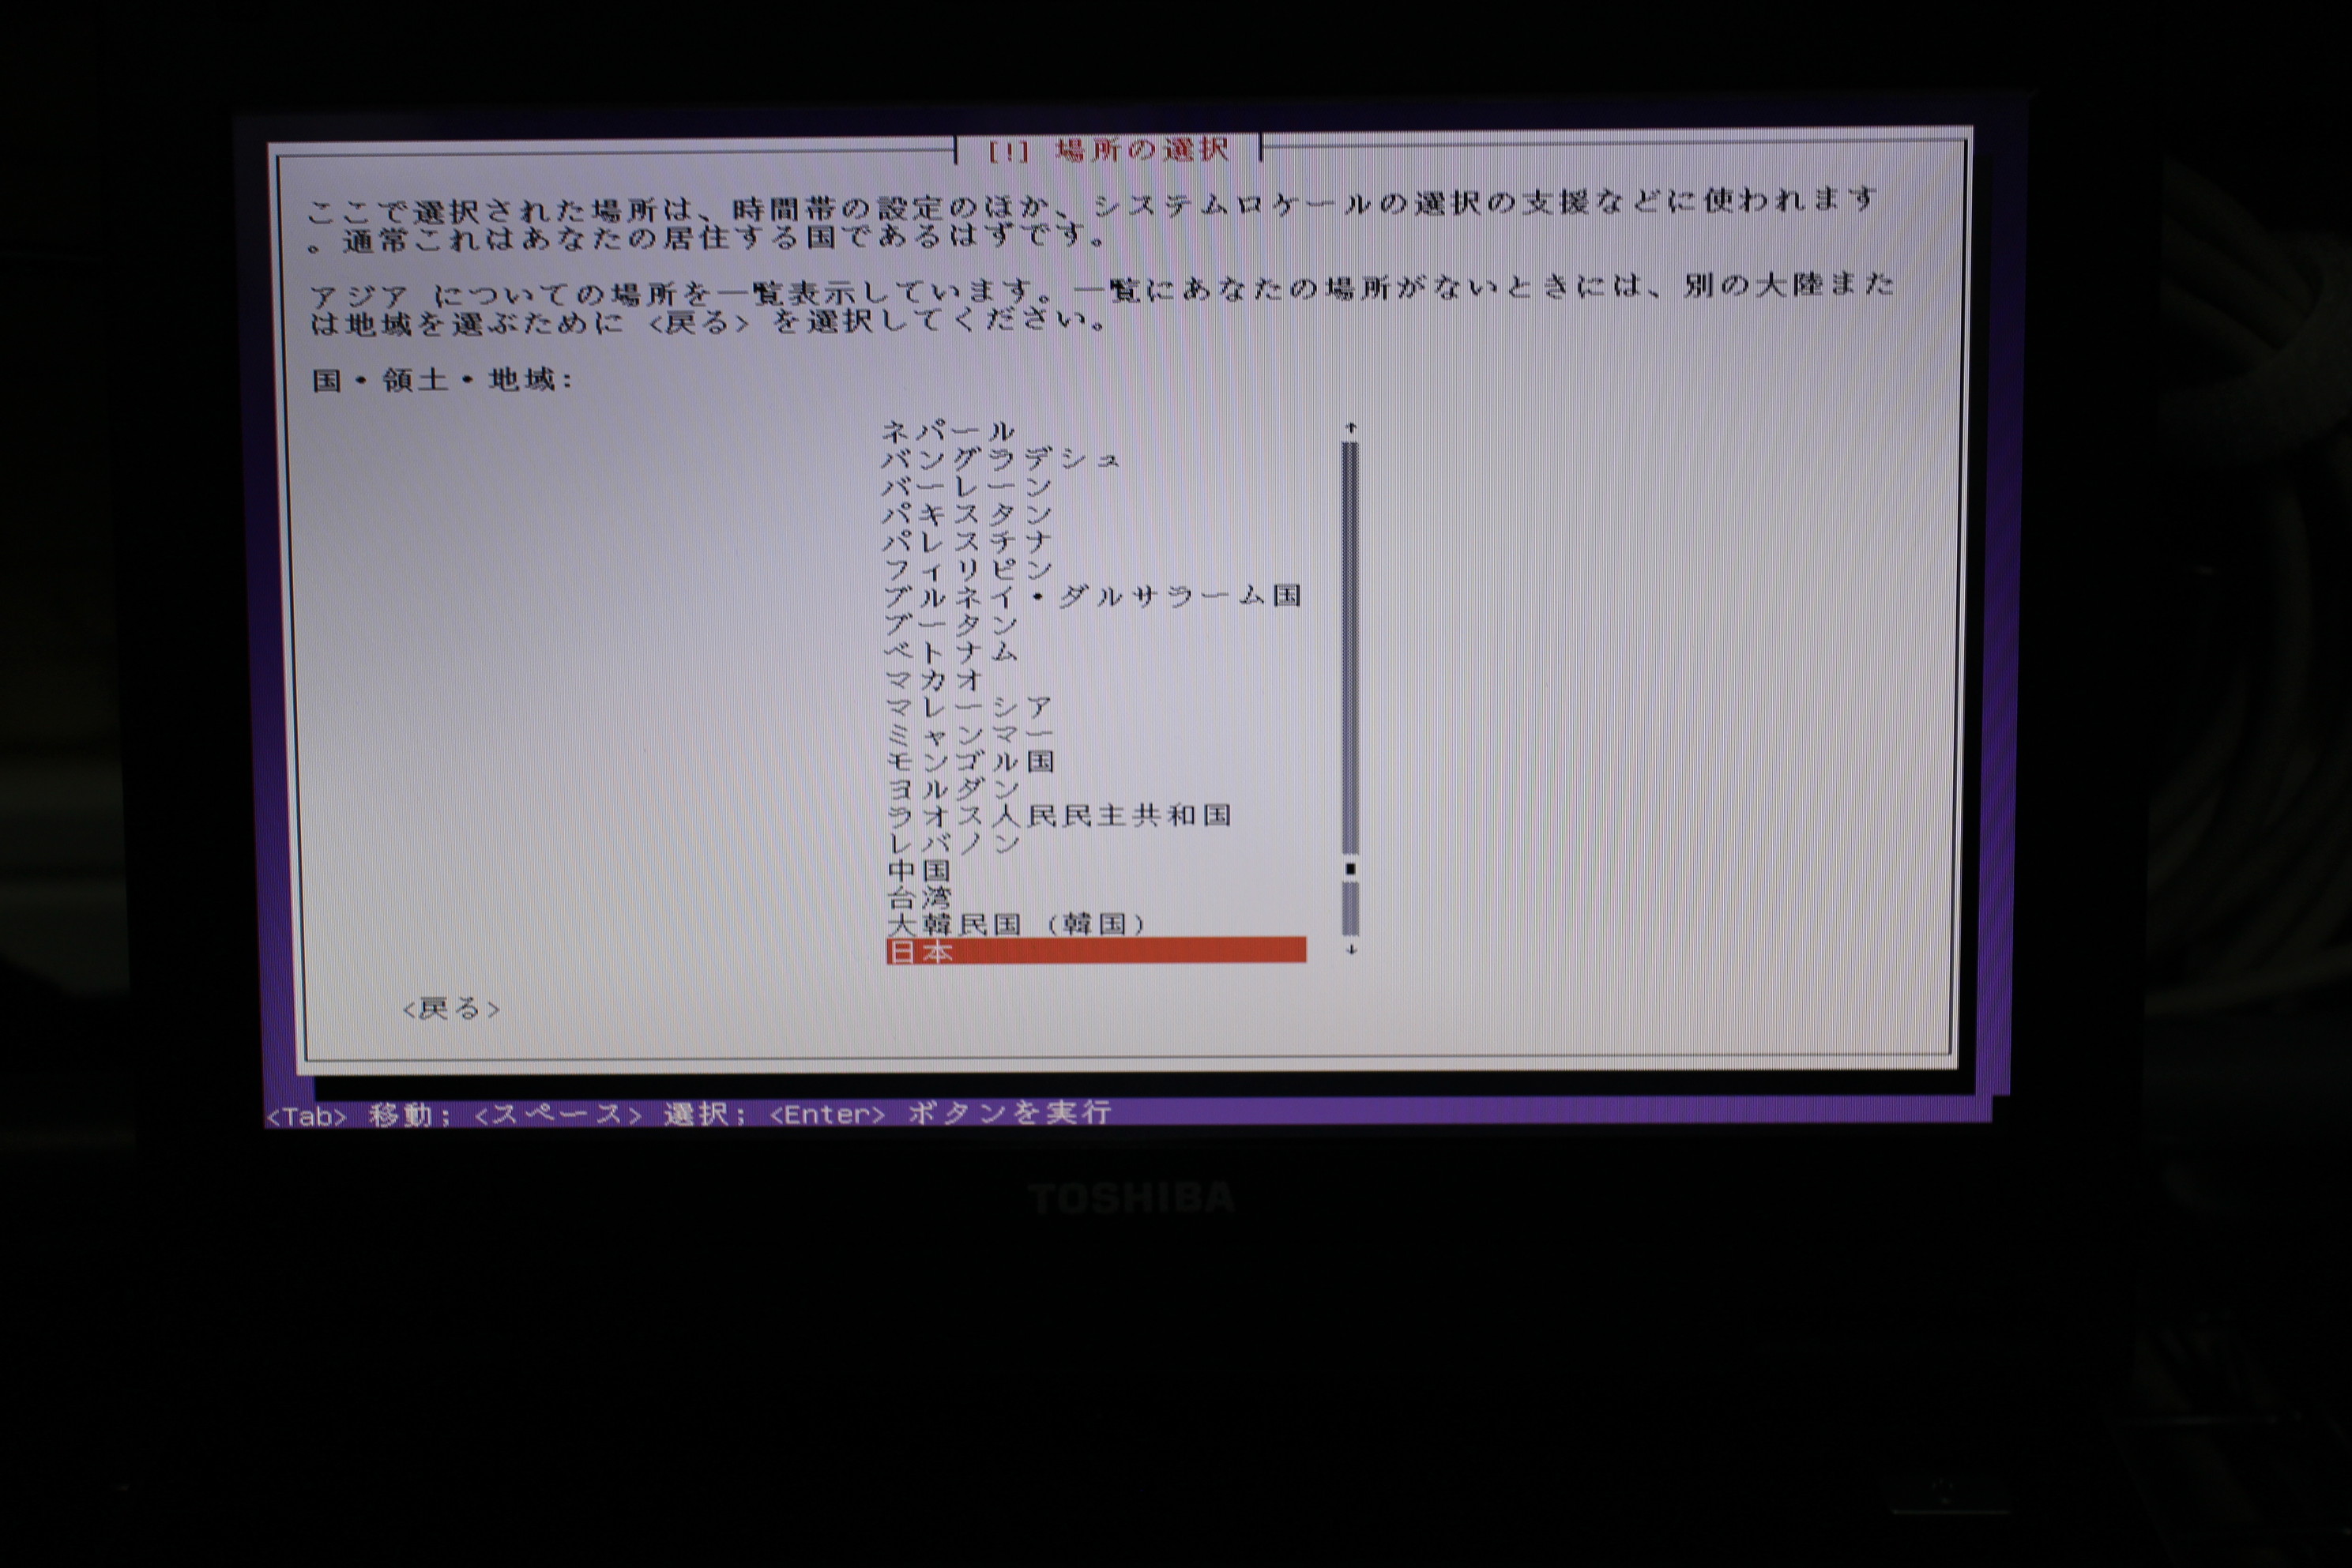 [!] 場所の選択
ここで選択された場所は、時間帯の設定のほか、システムロケールの選択の支援などに使われます
。通常これはあなたの居住する国であるはずです。
アジア についての場所を一覧表示しています。一覧にあなたの場所がないときには、別の大陸また
は地域を選ぶために <戻る> を選択してください。
国・領土・地域:
ネパール
バングラデシュ
バーレーン
パキスタン
パレスチナ
フィリピン
ブルネイ・ダルサラーム国
ブータン
ベトナム
マカオ
マレーシア
ミャンマー
モンゴル国
ヨルダン
ラオス人民民主共和国
レバノン
中国
台湾
大韓民国 (韓国)
日本
<戻る>
<Tab> 移動; <スペース> 選択; <Enter> ボタンを実行
TOSHIBA